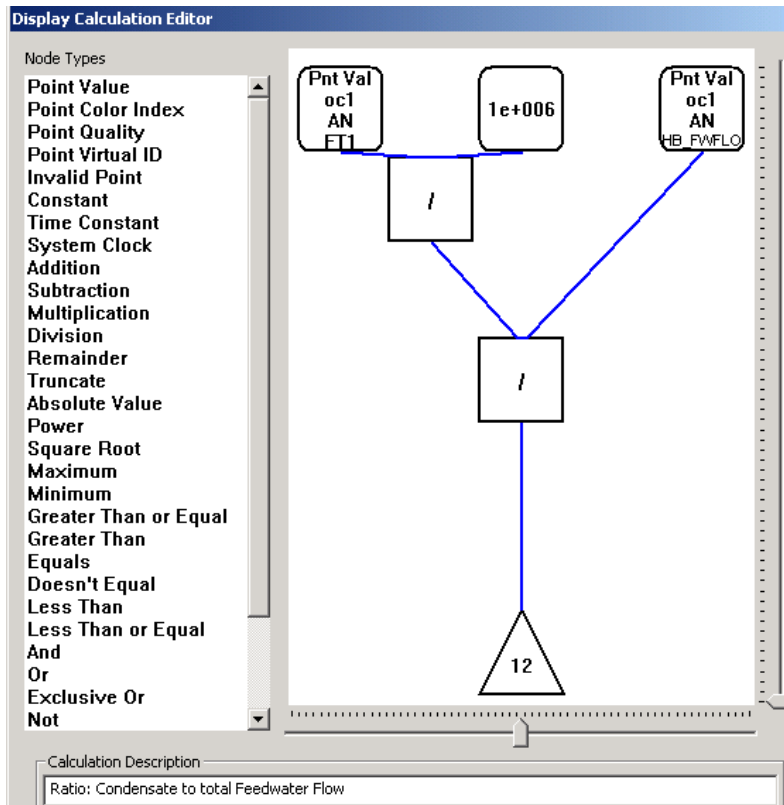 Display Calculation Editor
Node Types
Point Value
Point Color Index
Point Quality
Point Virtual ID
Invalid Point
Constant
Time Constant
System Clock
Addition
Subtraction
Multiplication
Division
Remainder
Truncate
Absolute Value
Power
Square Root
Maximum
Minimum
Greater Than or Equal
Greater Than
Equals
Doesn't Equal
Less Than
Less Than or Equal
And
Or
Exclusive Or
Not
Pnt Val
oc1
AN
FT1
1e+006
Pnt Val
oc1
AN
HB_FWFLO
/
/
12
Calculation Description
Ratio: Condensate to total Feedwater Flow